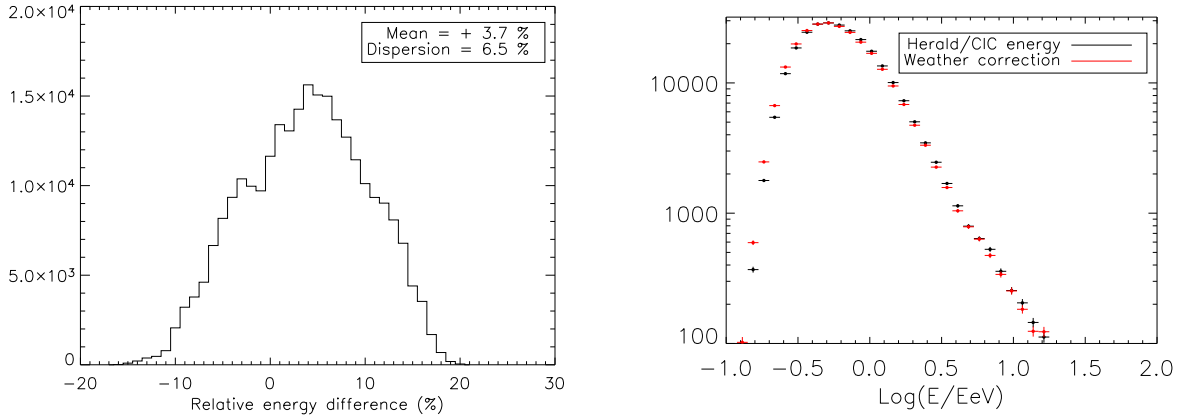 2.0×10⁴
1.5×10⁴
1.0×10⁴
5.0×10³
0
Mean = + 3.7 %
Dispersion = 6.5 %
−20 −10 0 10 20 30
Relative energy difference (%)
10000
1000
100
Herald/CIC energy
Weather correction
−1.0 −0.5 0.0 0.5 1.0 1.5 2.0
Log(E/EeV)